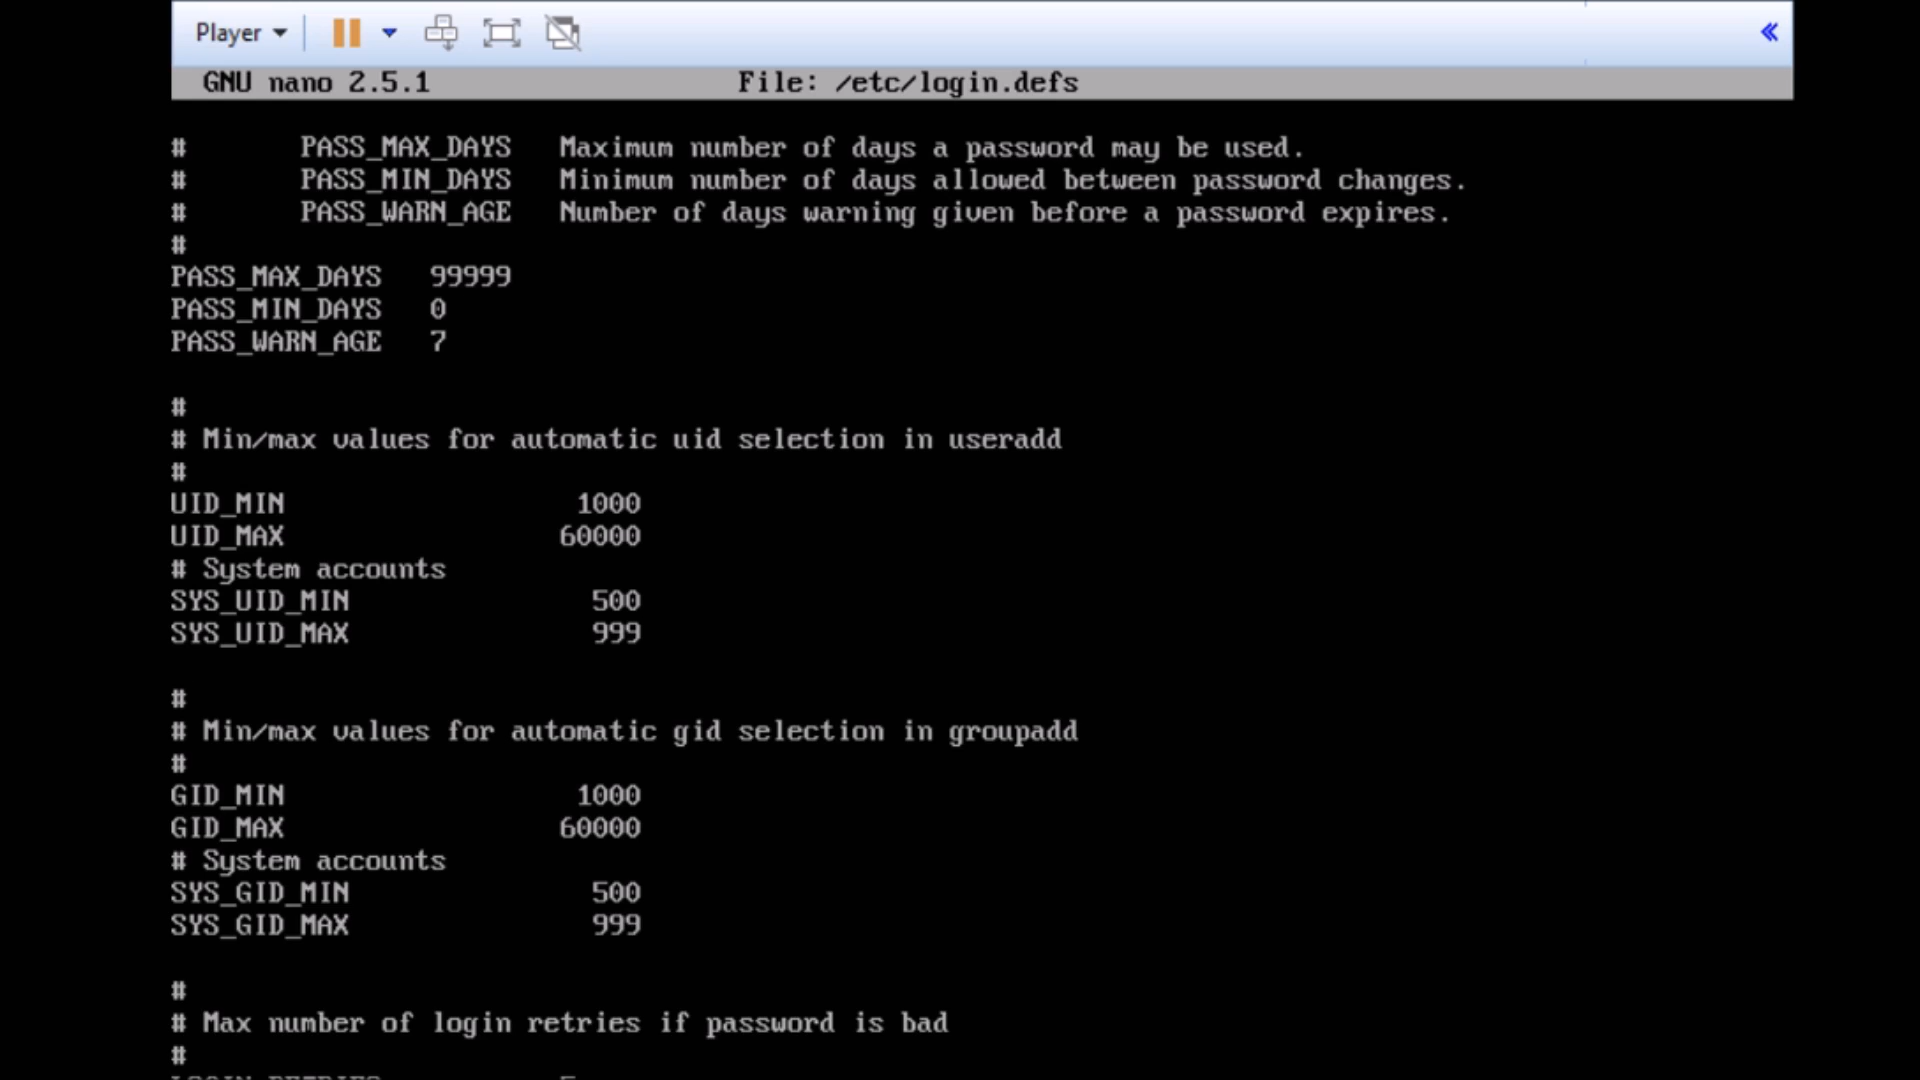 Player
GNU nano 2.5.1 File: /etc/login.defs
# PASS_MAX_DAYS Maximum number of days a password may be used.
# PASS_MIN_DAYS Minimum number of days allowed between password changes.
# PASS_WARN_AGE Number of days warning given before a password expires.
#
PASS_MAX_DAYS 99999
PASS_MIN_DAYS 0
PASS_WARN_AGE 7
#
# Min/max values for automatic uid selection in useradd
#
UID_MIN 1000
UID_MAX 60000
# System accounts
SYS_UID_MIN 500
SYS_UID_MAX 999
#
# Min/max values for automatic gid selection in groupadd
#
GID_MIN 1000
GID_MAX 60000
# System accounts
SYS_GID_MIN 500
SYS_GID_MAX 999
#
# Max number of login retries if password is bad
#